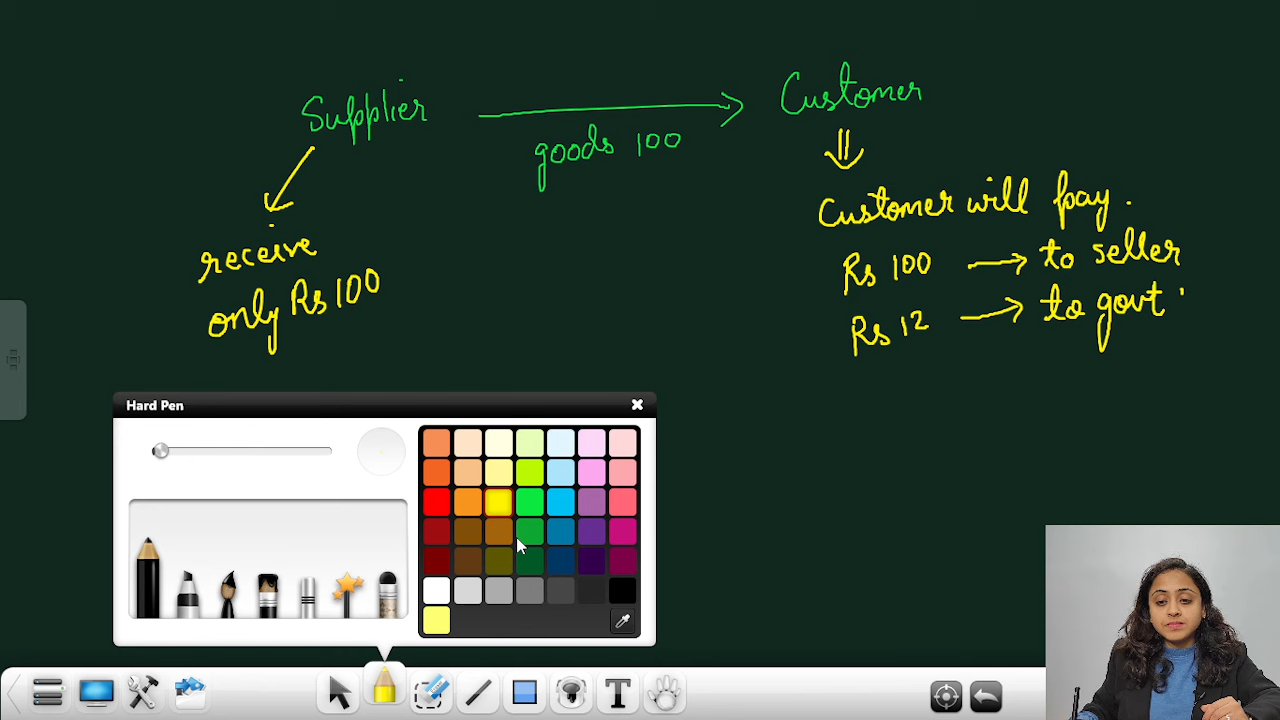 Supplier
Customer
goods 100
receive
only Rs 100
Customer will pay.
Rs 100 → to seller
Rs 12 → to govt
Hard Pen
T